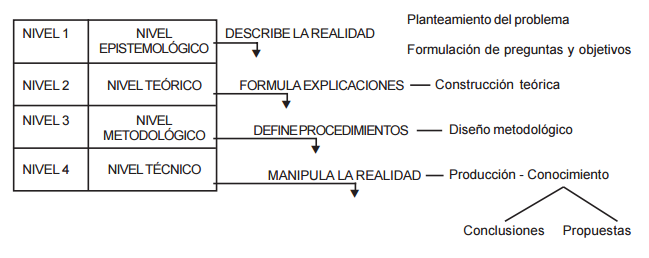 Planteamiento del problema
NIVEL 1 NIVEL EPISTEMOLÓGICO DESCRIBE LA REALIDAD
Formulación de preguntas y objetivos
NIVEL 2 NIVEL TEÓRICO FORMULA EXPLICACIONES Construcción teórica
NIVEL 3 NIVEL METODOLÓGICO DEFINE PROCEDIMIENTOS Diseño metodológico
NIVEL 4 NIVEL TÉCNICO MANIPULA LA REALIDAD Producción - Conocimiento
Conclusiones Propuestas